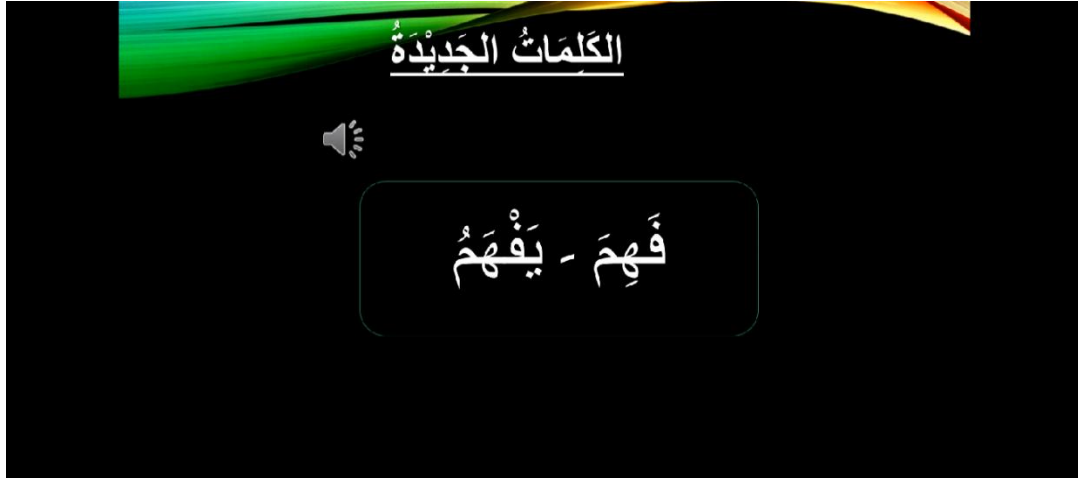 الكَلِمَاتُ الجَدِيْدَةُ
فَهِمَ - يَفْهَمُ